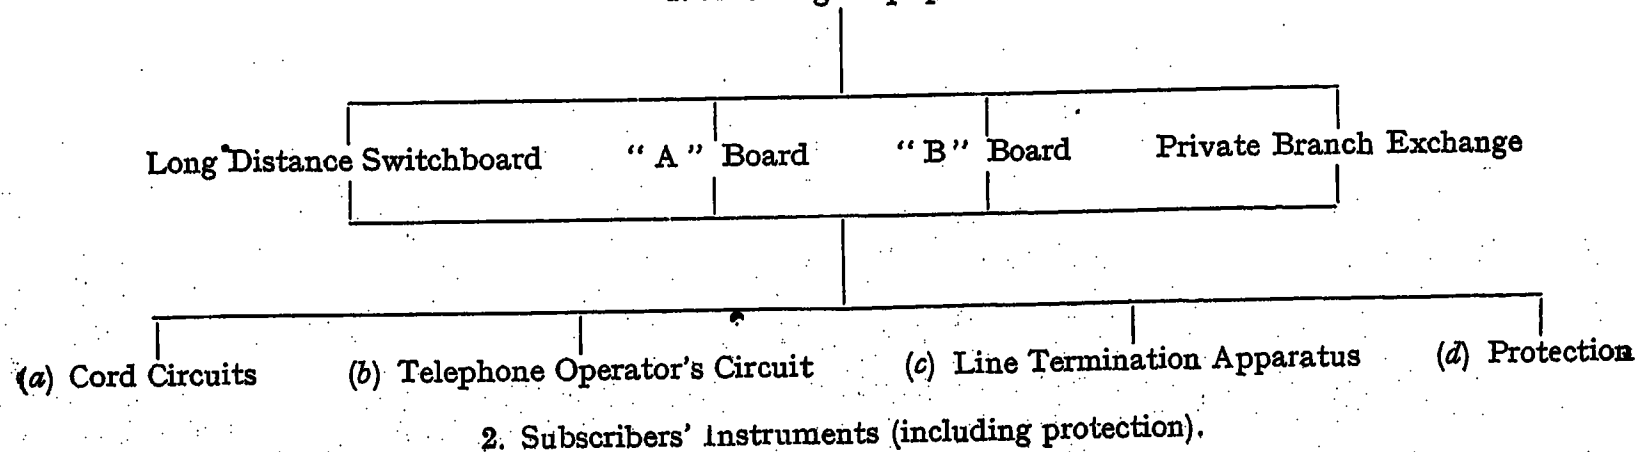 Long Distance Switchboard “ A ” Board “ B ” Board Private Branch Exchange
(a) Cord Circuits (b) Telephone Operator’s Circuit (c) Line Termination Apparatus (d) Protection
2. Subscribers’ Instruments (including protection).